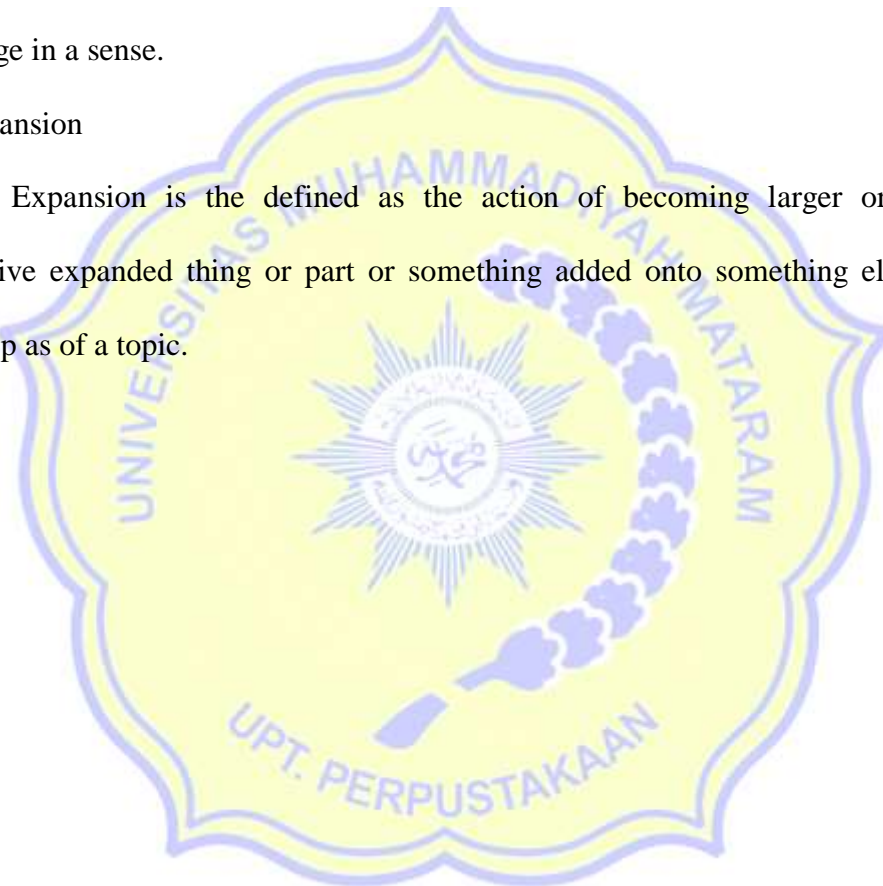 ge in a sense.
ansion
Expansion is the defined as the action of becoming larger or
ive expanded thing or part or something added onto something el
p as of a topic.
UNIVERSITAS MUHAMMADIYAH MATARAM
UPT. PERPUSTAKAAN